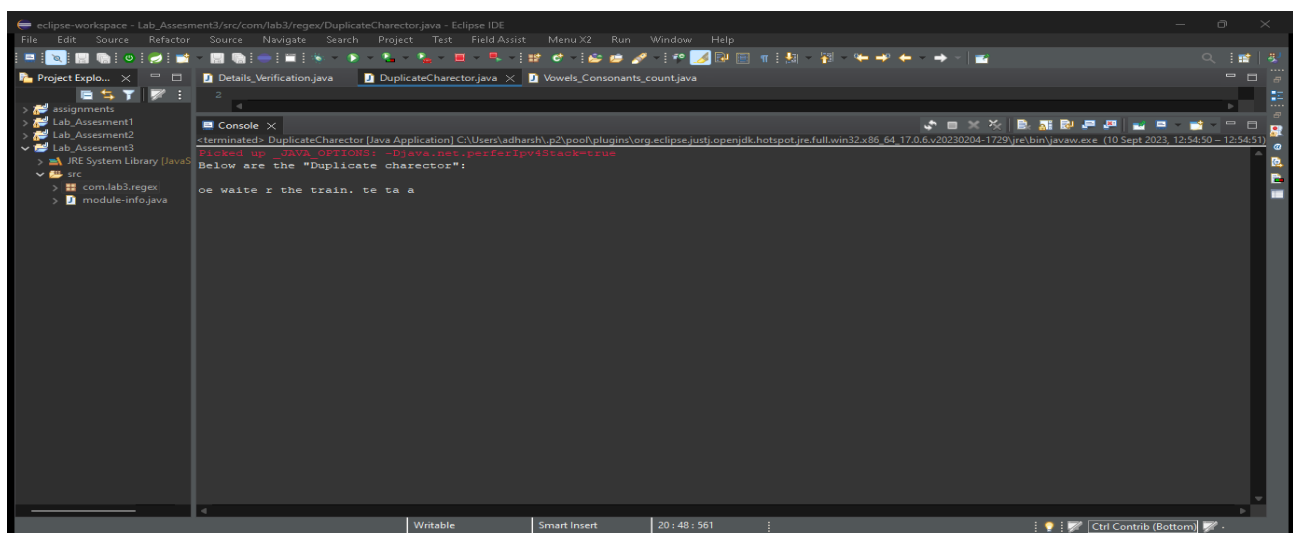 eclipse-workspace - Lab_Assesment3/src/com/lab3/regex/DuplicateCharector.java - Eclipse IDE
File Edit Source Refactor Source Navigate Search Project Test Field Assist Menu X2 Run Window Help
Project Explo...
Details_Verification.java DuplicateCharector.java Vowels_Consonants_count.java
2
assignments
Lab_Assesment1
Lab_Assesment2
Lab_Assesment3
JRE System Library [JavaS
src
com.lab3.regex
module-info.java
Console
<terminated> DuplicateCharector [Java Application] C:\Users\adharsh\.p2\pool\plugins\org.eclipse.justj.openjdk.hotspot.jre.full.win32.x86_64_17.0.6.v20230204-1729\jre\bin\javaw.exe (10 Sept 2023, 12:54:50 – 12:54:51)
Picked up _JAVA_OPTIONS: -Djava.net.perferIpv4Stack=true
Below are the "Duplicate charector":
oe waite r the train. te ta a
Writable Smart Insert 20 : 48 : 561 Ctrl Contrib (Bottom)